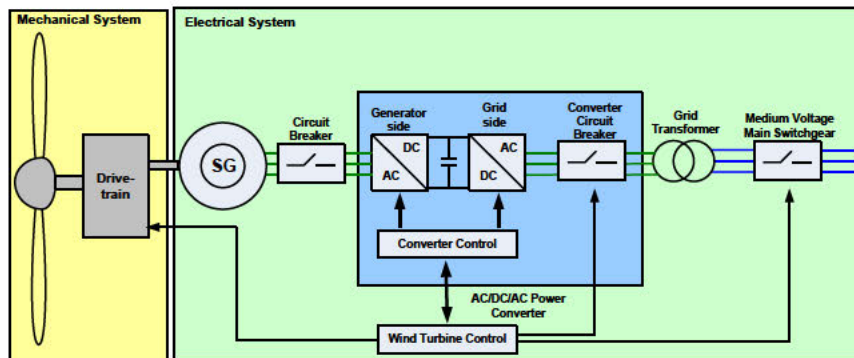 Mechanical System
Electrical System
Drive-
train
SG
Circuit
Breaker
Generator
side
DC
AC
Grid
side
AC
DC
Converter
Circuit
Breaker
Grid
Transformer
Medium Voltage
Main Switchgear
Converter Control
AC/DC/AC Power
Converter
Wind Turbine Control